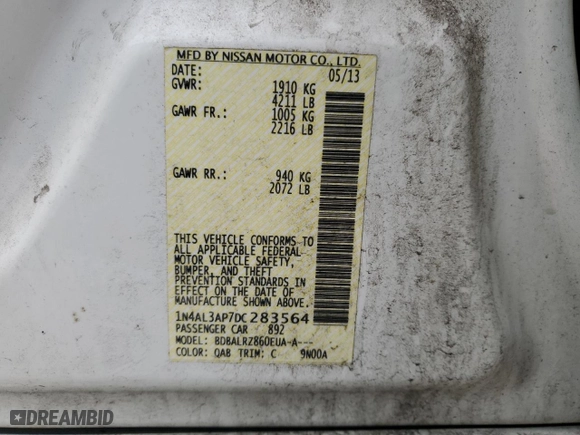 MFD BY NISSAN MOTOR CO., LTD.
DATE: 05/13
GVWR: 1910 KG
4211 LB
GAWR FR.: 1005 KG
2216 LB
GAWR RR.: 940 KG
2072 LB
THIS VEHICLE CONFORMS TO
ALL APPLICABLE FEDERAL
MOTOR VEHICLE SAFETY,
BUMPER, AND THEFT
PREVENTION STANDARDS IN
EFFECT ON THE DATE OF
MANUFACTURE SHOWN ABOVE.
1N4AL3AP7DC283564
PASSENGER CAR 892
MODEL: BDBALRZ860EUA-A---
COLOR: QAB TRIM: C 9N00A
DREAMBID